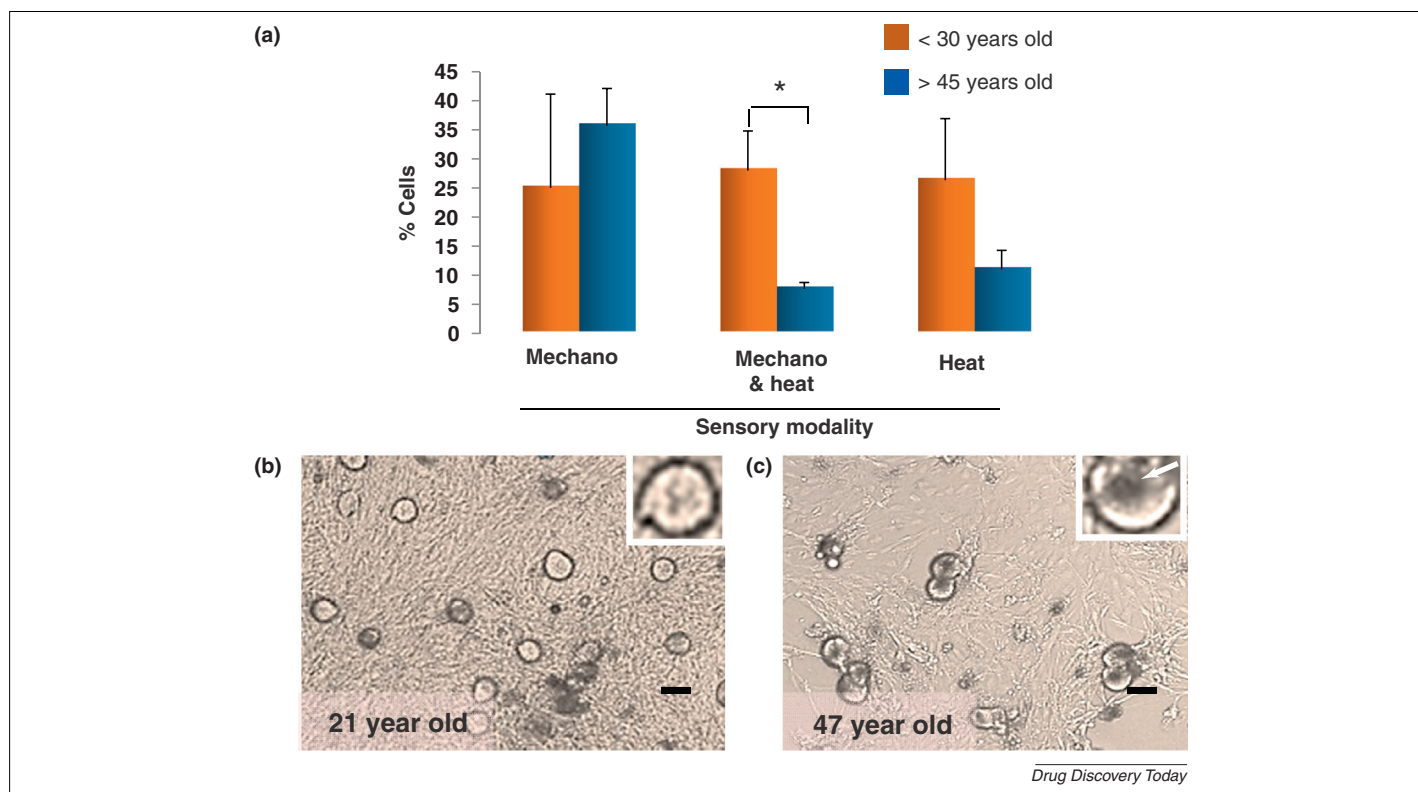 (a)
< 30 years old
> 45 years old
45
40
35
30
25
20
15
10
5
0
% Cells
*
Mechano
Mechano
& heat
Heat
Sensory modality
(b)
21 year old
(c)
47 year old
Drug Discovery Today